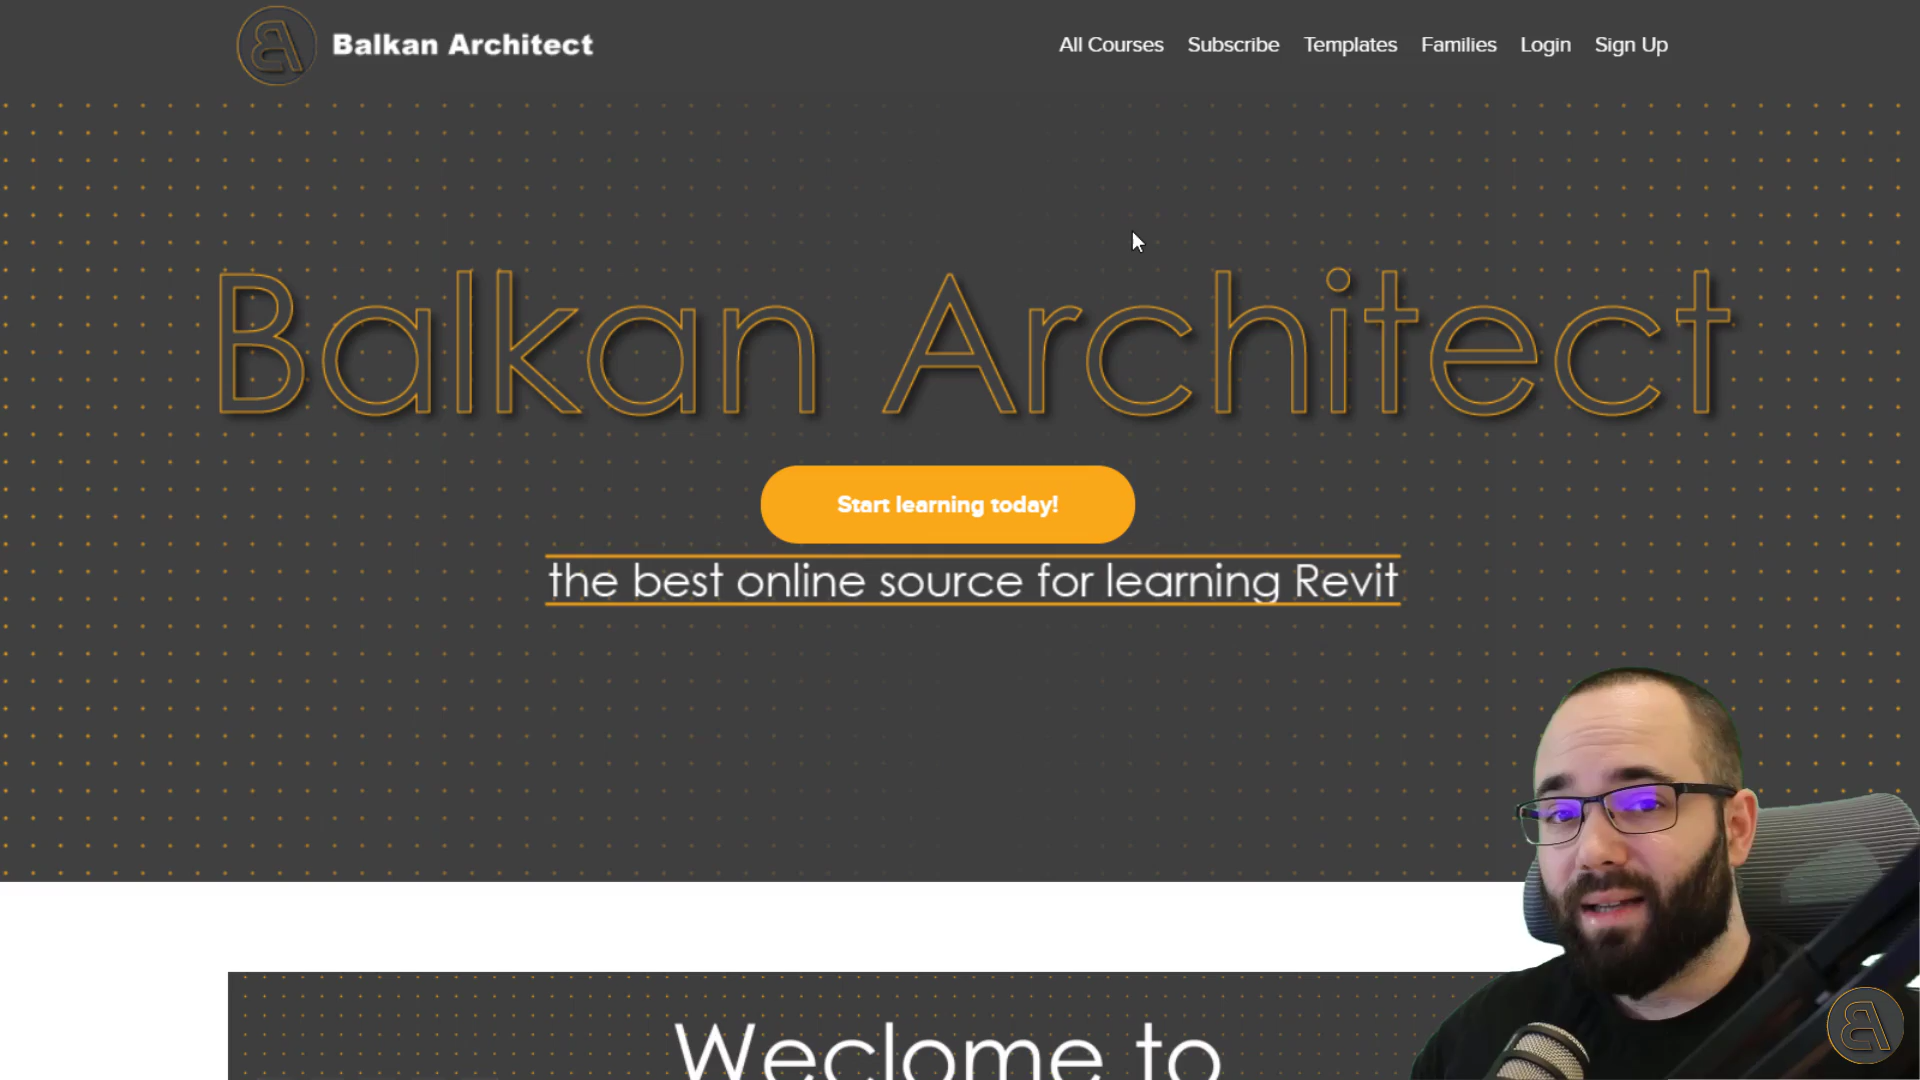 Balkan Architect
All Courses Subscribe Templates Families Login Sign Up
Balkan Architect
Start learning today!
the best online source for learning Revit
Weclome to